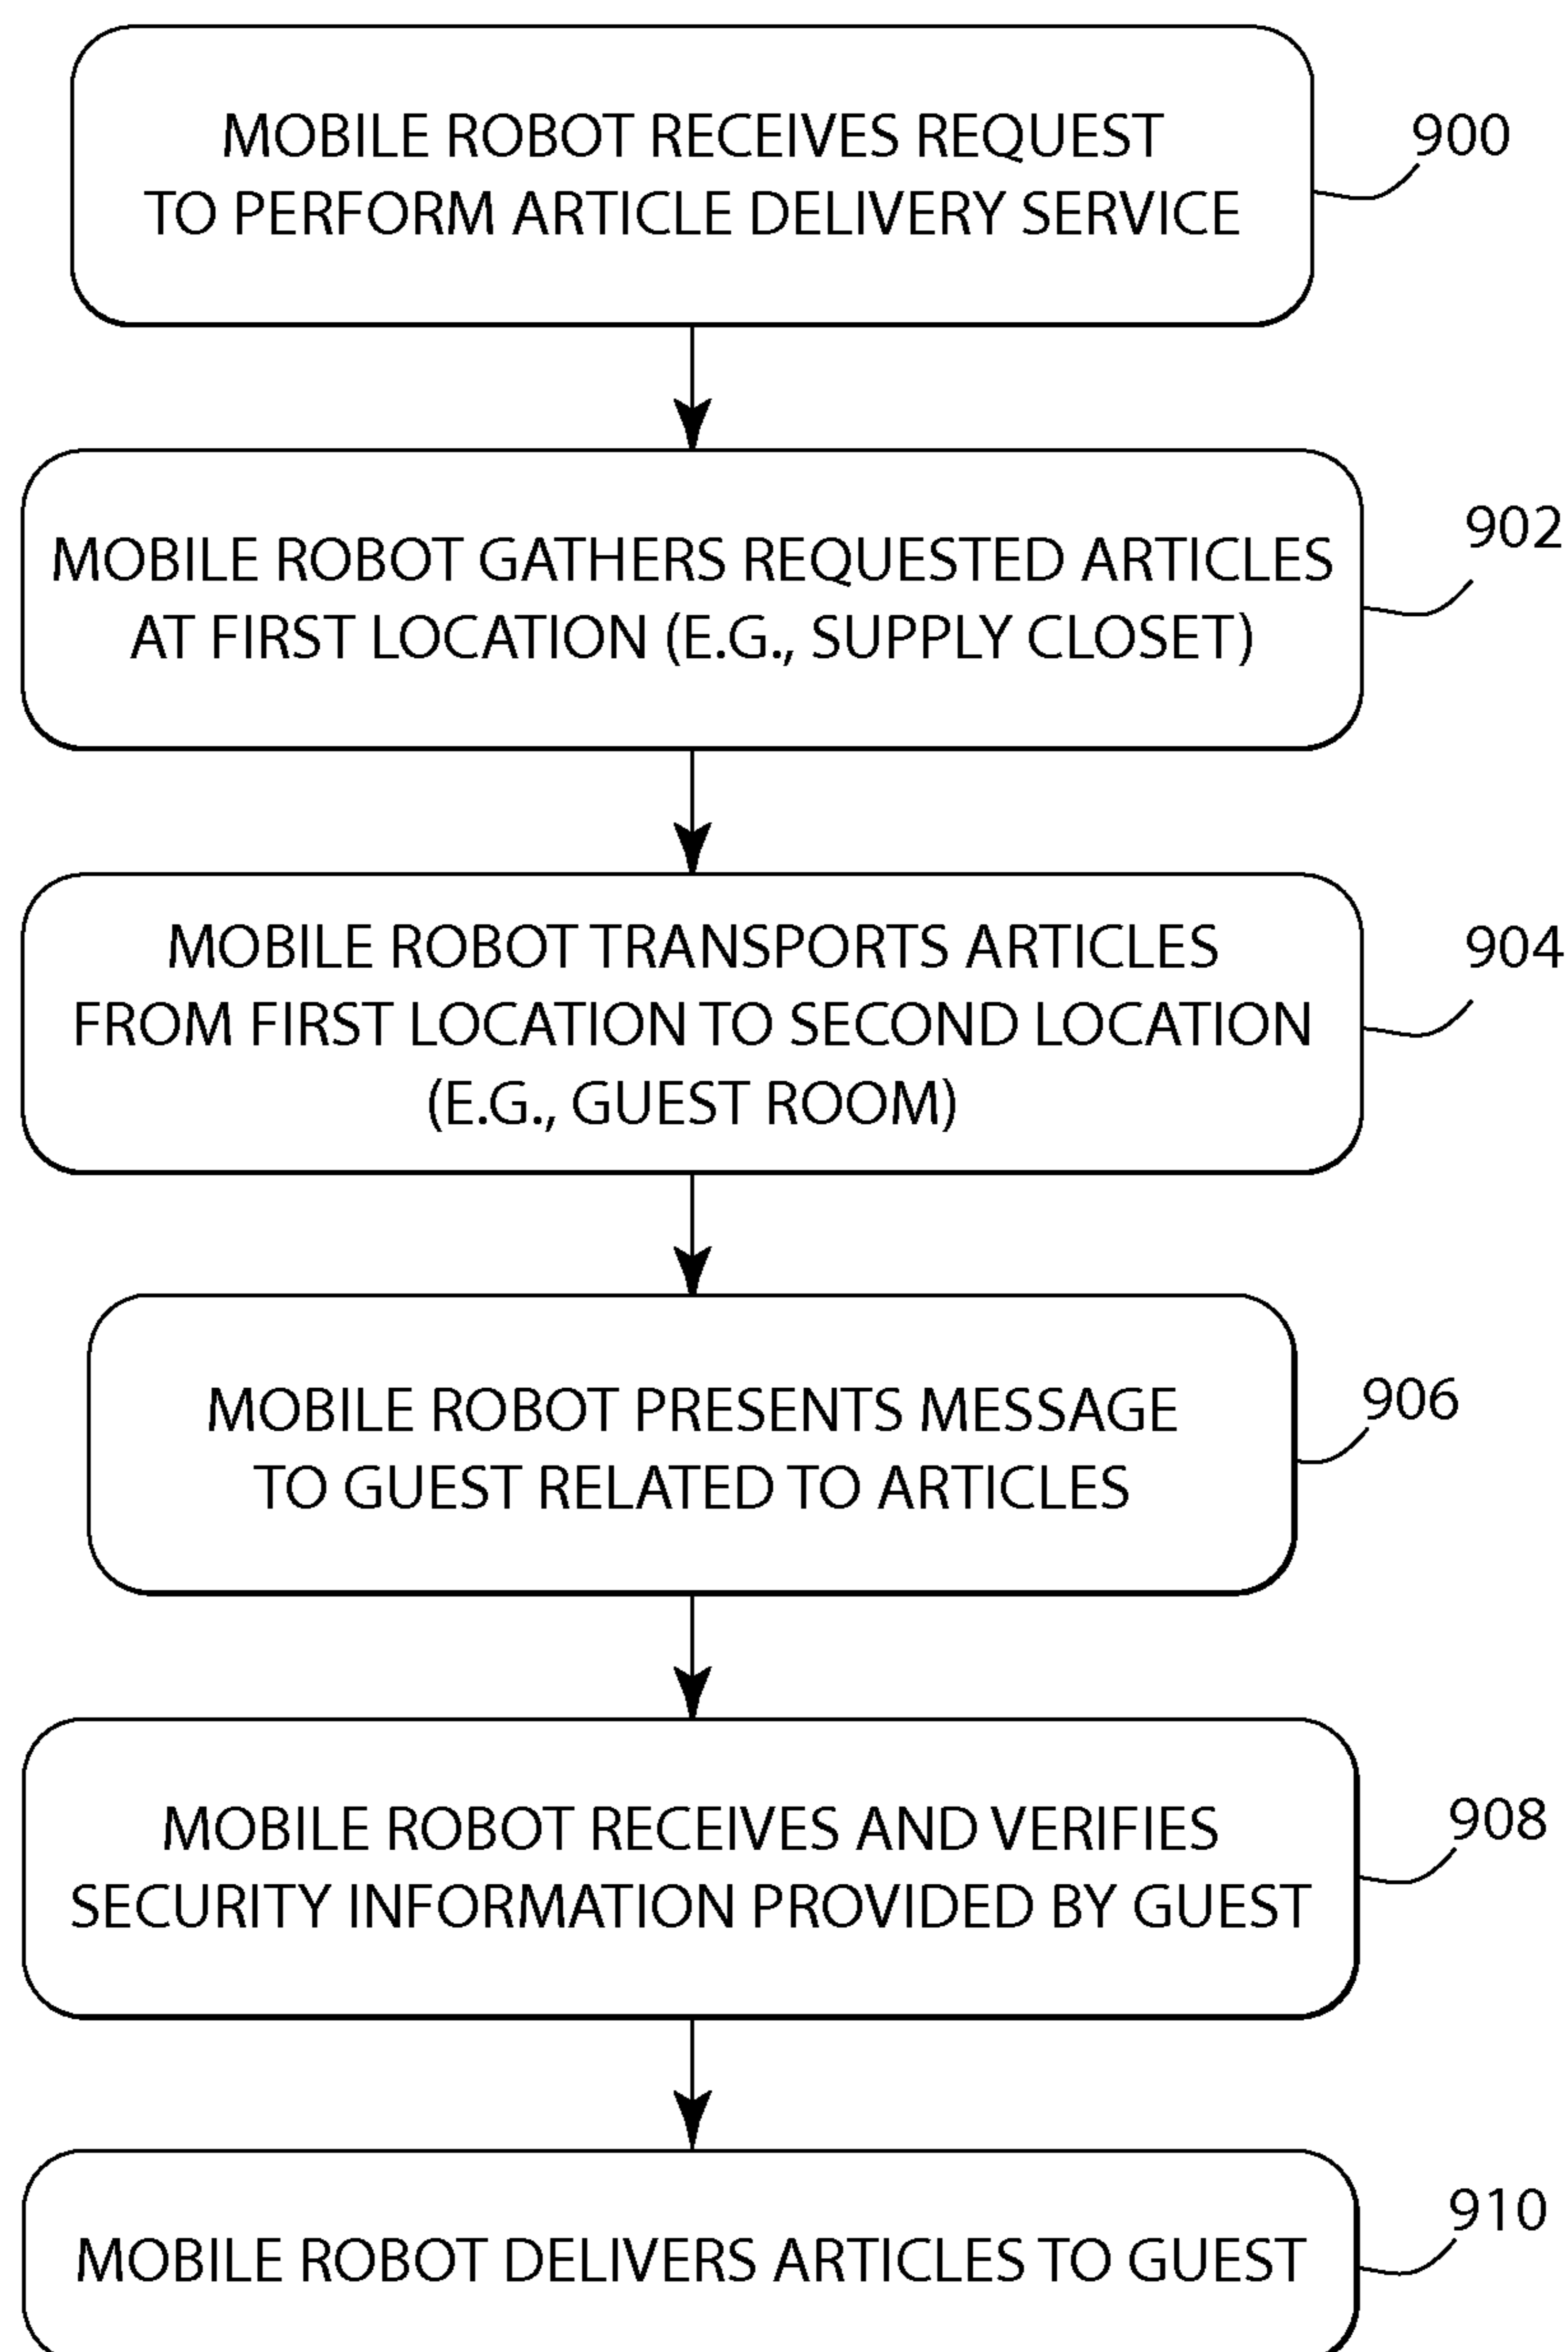 MOBILE ROBOT RECEIVES REQUEST
TO PERFORM ARTICLE DELIVERY SERVICE
900
MOBILE ROBOT GATHERS REQUESTED ARTICLES
AT FIRST LOCATION (E.G., SUPPLY CLOSET)
902
MOBILE ROBOT TRANSPORTS ARTICLES
FROM FIRST LOCATION TO SECOND LOCATION
(E.G., GUEST ROOM)
904
MOBILE ROBOT PRESENTS MESSAGE
TO GUEST RELATED TO ARTICLES
906
MOBILE ROBOT RECEIVES AND VERIFIES
SECURITY INFORMATION PROVIDED BY GUEST
908
MOBILE ROBOT DELIVERS ARTICLES TO GUEST
910